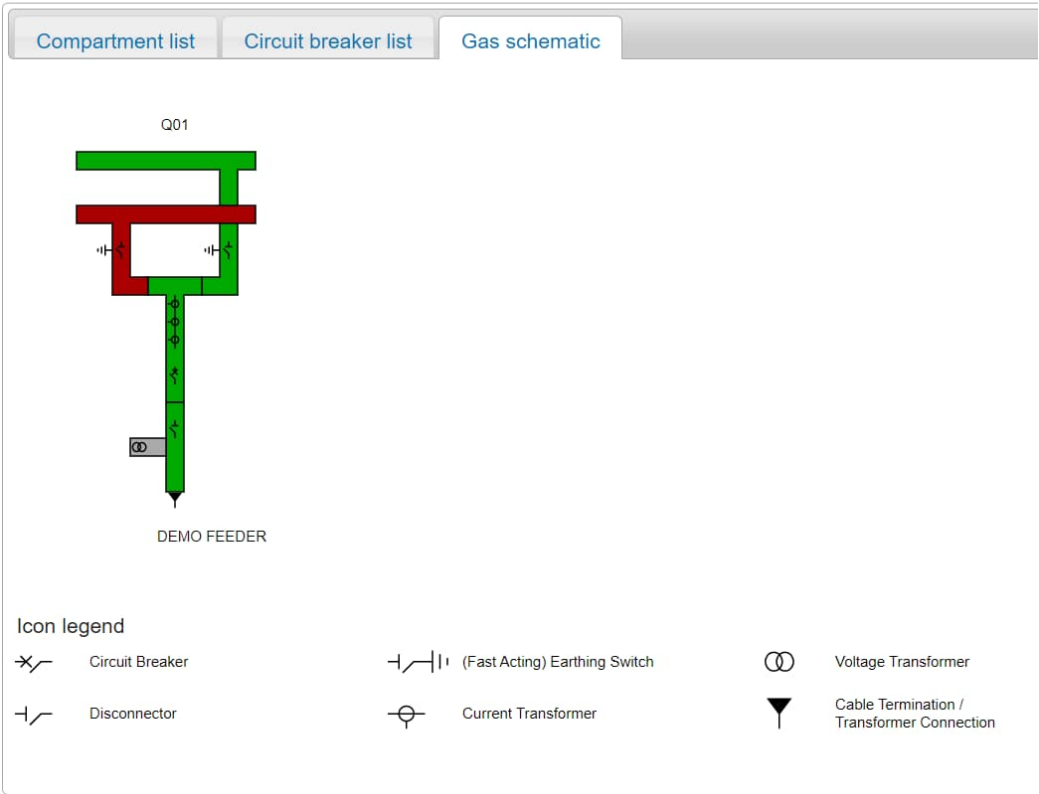 Compartment list
Circuit breaker list
Gas schematic
Q01
DEMO FEEDER
Icon legend
Circuit Breaker
(Fast Acting) Earthing Switch
Voltage Transformer
Disconnector
Current Transformer
Cable Termination /
Transformer Connection